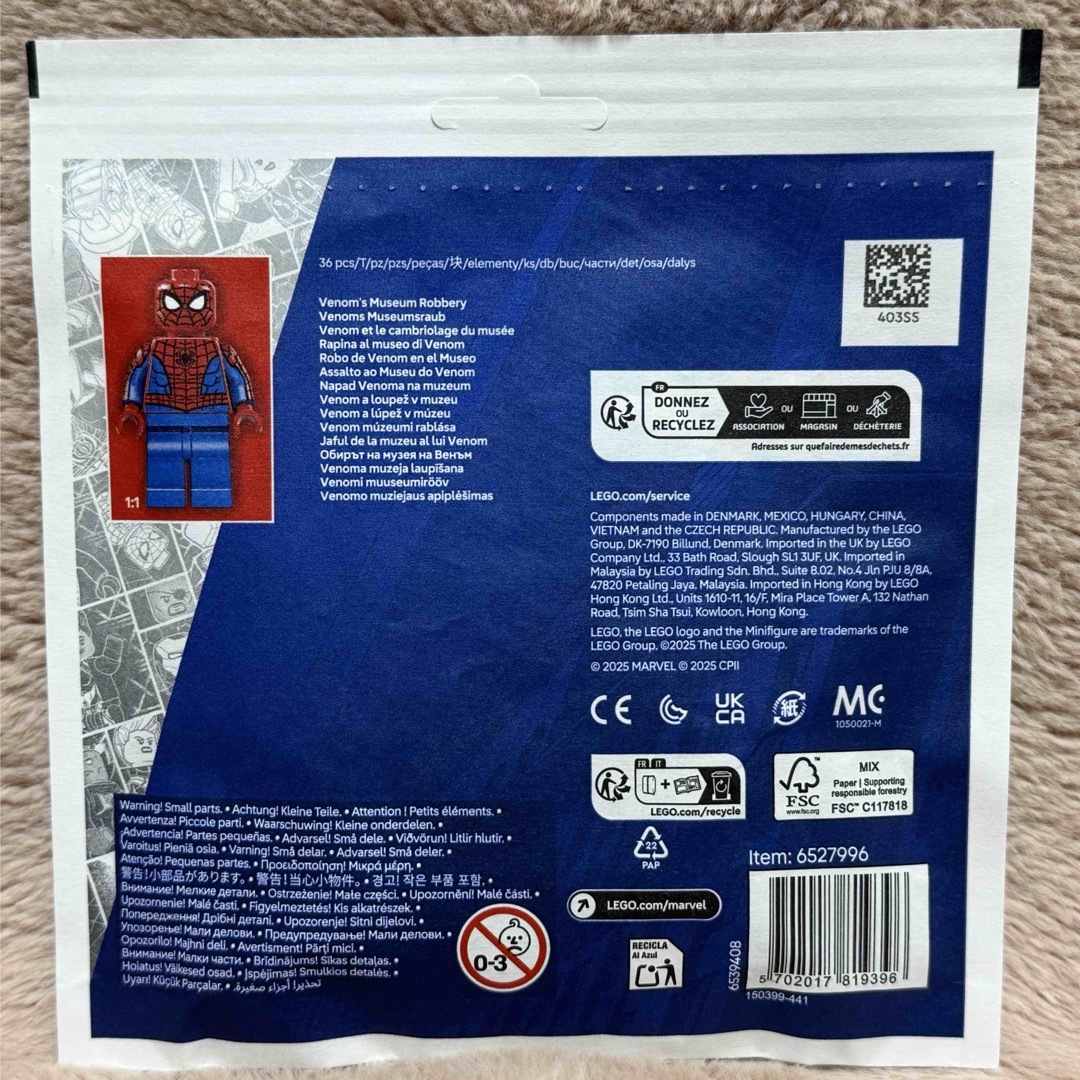 36 pcs/T/pz/pzs/peças/块/elementy/ks/db/buc/части/det/osa/dalys
403S5
1:1
Venom's Museum Robbery
Venoms Museumsraub
Venom et le cambriolage du musée
Rapina al museo di Venom
Robo de Venom en el Museo
Assalto ao Museu do Venom
Napad Venoma na muzeum
Venom a loupež v muzeu
Venom a lúpež v múzeu
Venom múzeumi rablása
Jaful de la muzeu al lui Venom
Обирът на музея на Венъм
Venoma muzeja laupīšana
Venomi muuseumirööv
Venomo muziejaus apiplėšimas
FR
DONNEZ
OU
RECYCLEZ
ASSOCIATION
OU
MAGASIN
OU
DÉCHÈTERIE
Adresses sur quefairedemesdechets.fr
LEGO.com/service
Components made in DENMARK, MEXICO, HUNGARY, CHINA,
VIETNAM and the CZECH REPUBLIC. Manufactured by the LEGO
Group, DK-7190 Billund, Denmark. Imported in the UK by LEGO
Company Ltd., 33 Bath Road, Slough SL1 3UF, UK. Imported in
Malaysia by LEGO Trading Sdn. Bhd., Suite 8.02, No.4 Jln PJU 8/8A,
47820 Petaling Jaya, Malaysia. Imported in Hong Kong by LEGO
Hong Kong Ltd., Units 1610-11, 16/F, Mira Place Tower A, 132 Nathan
Road, Tsim Sha Tsui, Kowloon, Hong Kong.
LEGO, the LEGO logo and the Minifigure are trademarks of the
LEGO Group. ©2025 The LEGO Group.
© 2025 MARVEL © 2025 CPII
CE
UK
CA
紙
MC
1050021-M
FR IT
LEGO.com/recycle
FSC
www.fsc.org
MIX
Paper | Supporting
responsible forestry
FSC™ C117818
22
PAP
LEGO.com/marvel
RECICLA
Al Azul
Item: 6527996
6539408
5 702017 819396
150399-441
Warning! Small parts. • Achtung! Kleine Teile. • Attention ! Petits éléments. •
Avvertenza! Piccole parti. • Waarschuwing! Kleine onderdelen. •
¡Advertencia! Partes pequeñas. • Advarsel! Små dele. • Viðvörun! Litlir hlutir. •
Varoitus! Pieniä osia. • Varning! Små delar. • Advarsel! Små deler. •
Atenção! Pequenas partes. • Προειδοποίηση! Μικρά μέρη. •
警告!小部品があります。• 警告!当心小物件。• 경고! 작은 부품 포함. •
Внимание! Мелкие детали. • Ostrzeżenie! Małe części. • Upozornění! Malé části. •
Upozornenie! Malé časti. • Figyelmeztetés! Kis alkatrészek. •
Попередження! Дрібні деталі. • Upozorenje! Sitni dijelovi. •
Упозорење! Мали делови. • Предупредување! Мали делови. •
Opozorilo! Majhni deli. • Avertisment! Părți mici. •
Внимание! Малки части. • Brīdinājums! Sīkas detaļas. •
Hoiatus! Väikesed osad. • Įspėjimas! Smulkios detalės. •
Uyarı! Küçük Parçalar. • تحذير! أجزاء صغيرة.
0-3